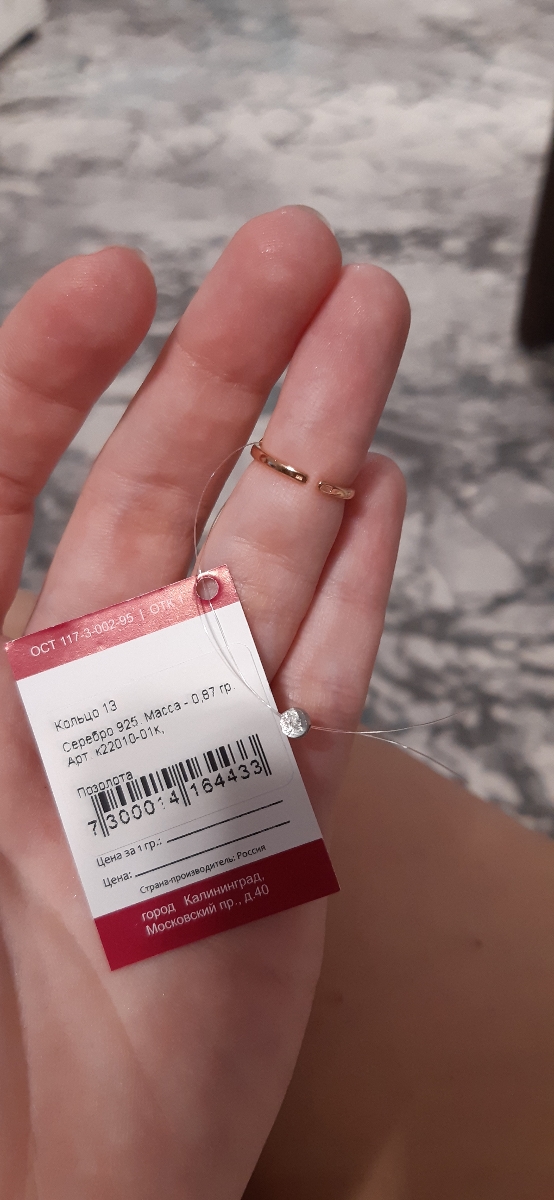 ОСТ 117-3-002-95 | ОТК
Кольцо 13
Серебро 925, Масса - 0,87 гр.
Арт. к22010-01к,
Позолота
7300014164433
Цена за 1 гр.:
Цена:
Страна-производитель: Россия
город Калининград,
Московский пр., д.40